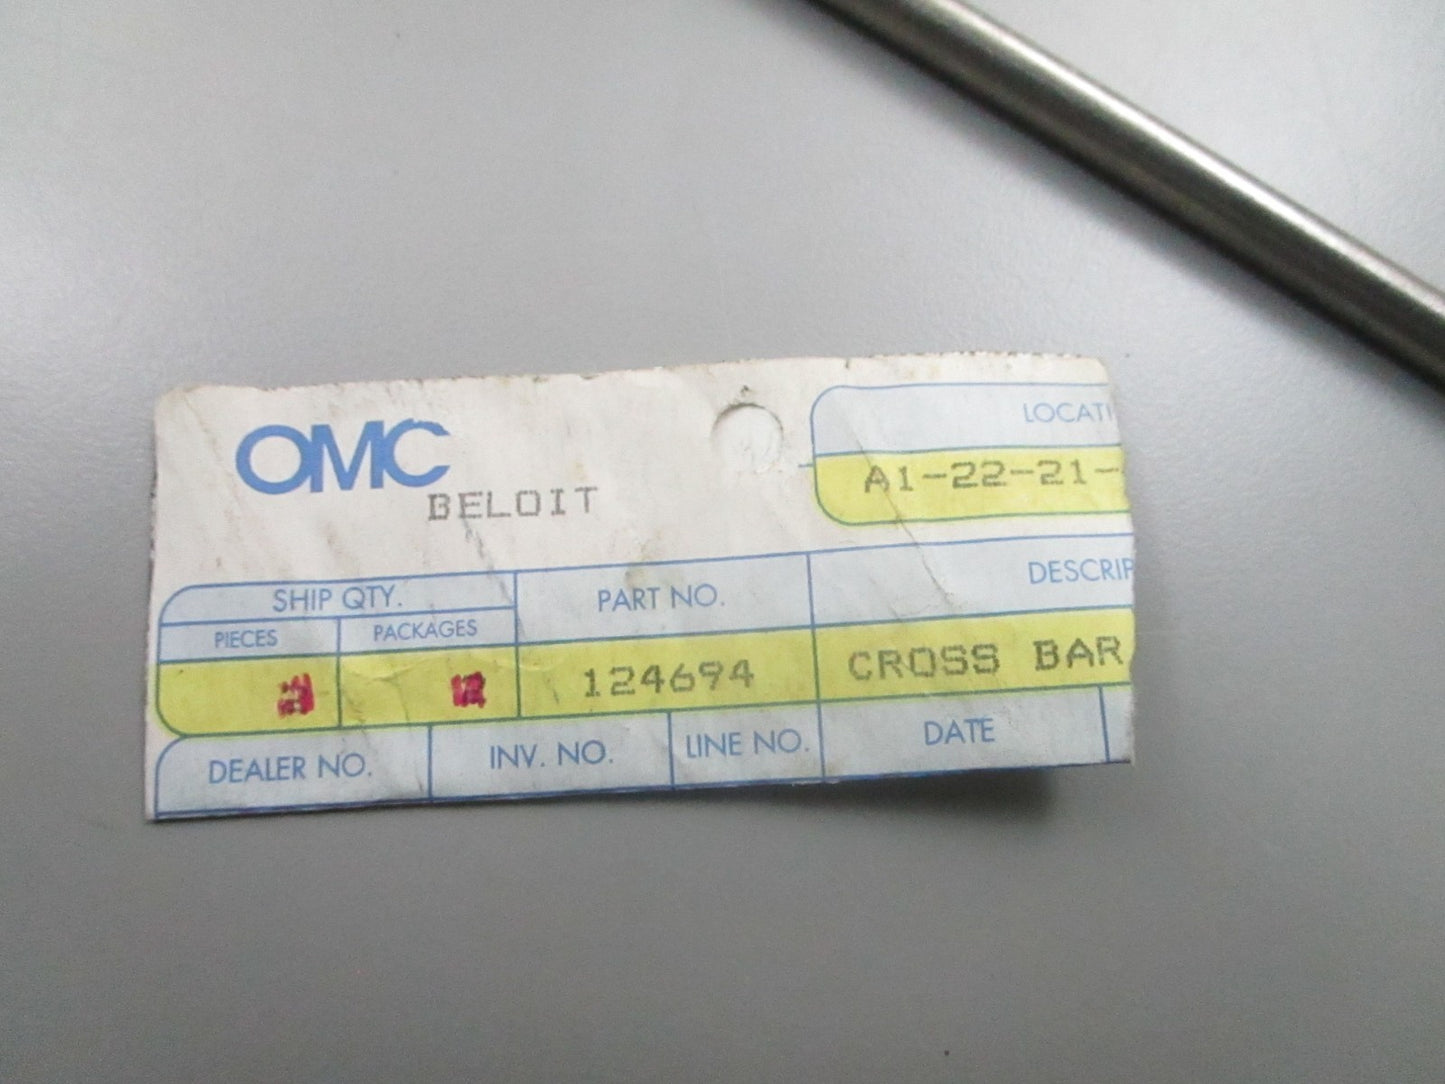 OMC
BELOIT
LOCATI
A1-22-21-
SHIP QTY.
PIECES PACKAGES
PART NO.
DESCRIP
124694
CROSS BAR
DEALER NO. INV. NO. LINE NO. DATE